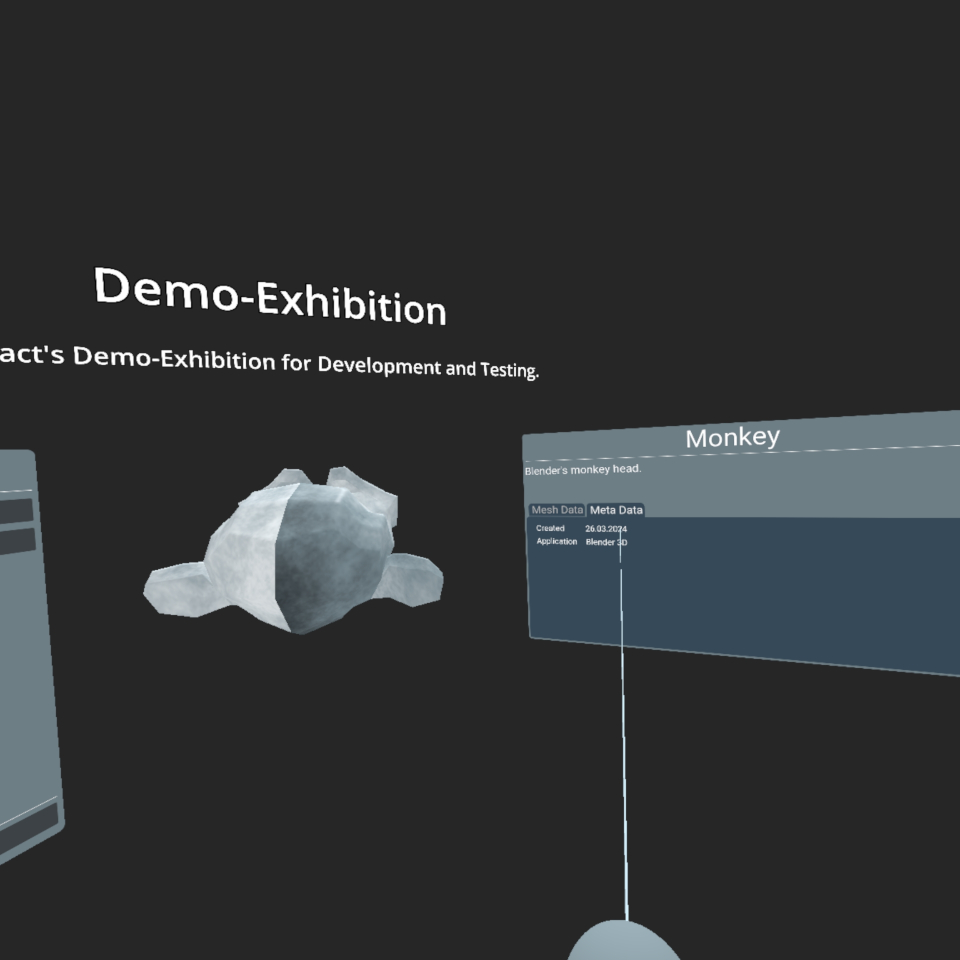 Demo-Exhibition
act's Demo-Exhibition for Development and Testing.
Monkey
Blender's monkey head.
Mesh Data Meta Data
Created 26.03.2024
Application Blender 3D